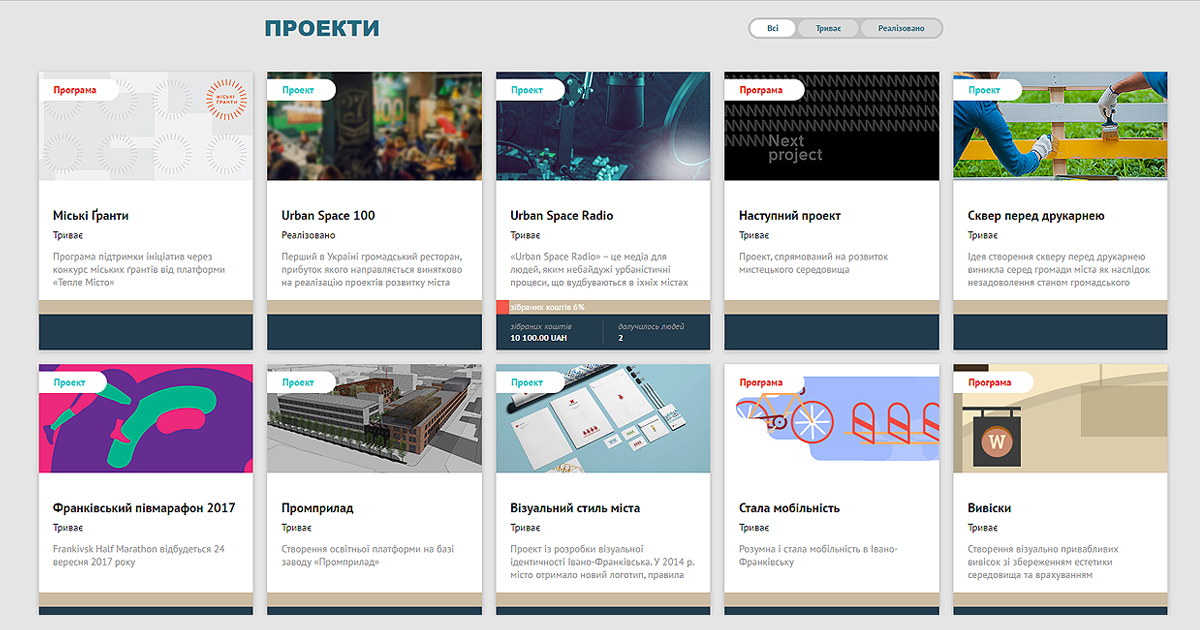 ПРОЕКТИ
Всі
Триває
Реалізовано
Програма
МІСЬКІ
ҐРАНТИ
Міські Ґранти
Триває
Програма підтримки ініціатив через
конкурс міських ґрантів від платформи
«Тепле Місто»
Проект
100
Urban Space 100
Реалізовано
Перший в Україні громадський ресторан,
прибуток якого направляється винятково
на реалізацію проектів розвитку міста
Проект
Urban Space Radio
Триває
«Urban Space Radio» – це медіа для
людей, яким небайдужі урбаністичні
процеси, що вудбуваються в їхніх містах
зібраних коштів 6%
зібраних коштів
10 100.00 UAH
долучилось людей
2
Програма
Next
project
Наступний проект
Триває
Проект, спрямований на розвиток
мистецького середовища
Проект
Сквер перед друкарнею
Триває
Ідея створення скверу перед друкарнею
виникла серед громади міста як наслідок
незадоволення станом громадського
Проект
Франківський півмарафон 2017
Триває
Frankivsk Half Marathon відбудеться 24
вересня 2017 року
Проект
Промприлад
Триває
Створення освітньої платформи на базі
заводу «Промприлад»
Проект
Візуальний стиль міста
Триває
Проект із розробки візуальної
ідентичності Івано-Франківська. У 2014 р.
місто отримало новий логотип, правила
Програма
Стала мобільність
Триває
Розумна і стала мобільність в Івано-
Франківську
Програма
W
Вивіски
Триває
Створення візуально привабливих
вивісок зі збереженням естетики
середовища та врахуванням